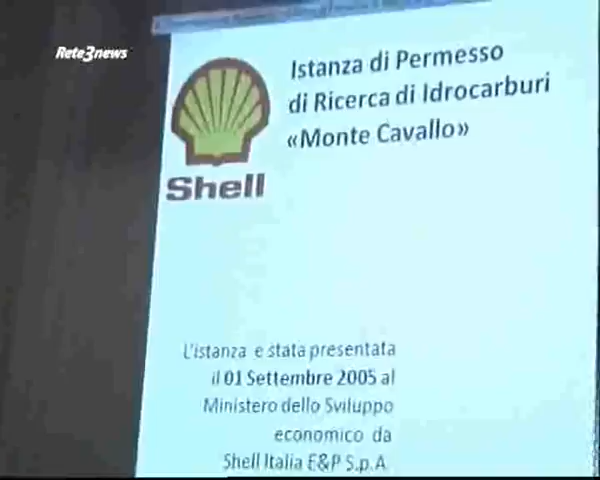 Rete3news
Istanza di Permesso
di Ricerca di Idrocarburi
«Monte Cavallo»
Shell
L'istanza e stata presentata
il 01 Settembre 2005 al
Ministero dello Sviluppo
economico da
Shell Italia E&P S.p.A